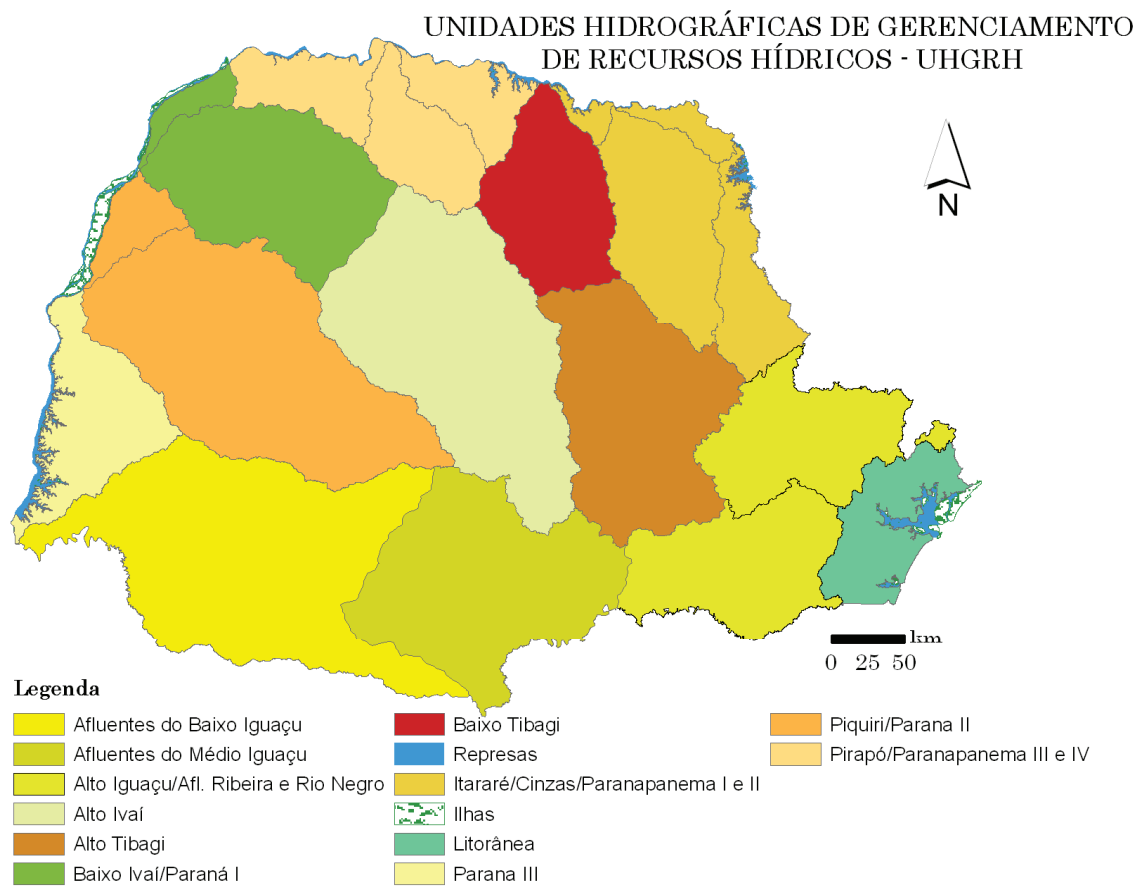 UNIDADES HIDROGRÁFICAS DE GERENCIAMENTO
DE RECURSOS HÍDRICOS - UHGRH
N
km
0 25 50
Legenda
Afluentes do Baixo Iguaçu
Afluentes do Médio Iguaçu
Alto Iguaçu/Afl. Ribeira e Rio Negro
Alto Ivaí
Alto Tibagi
Baixo Ivaí/Paraná I
Baixo Tibagi
Represas
Itararé/Cinzas/Paranapanema I e II
Ilhas
Litorânea
Parana III
Piquiri/Parana II
Pirapó/Paranapanema III e IV